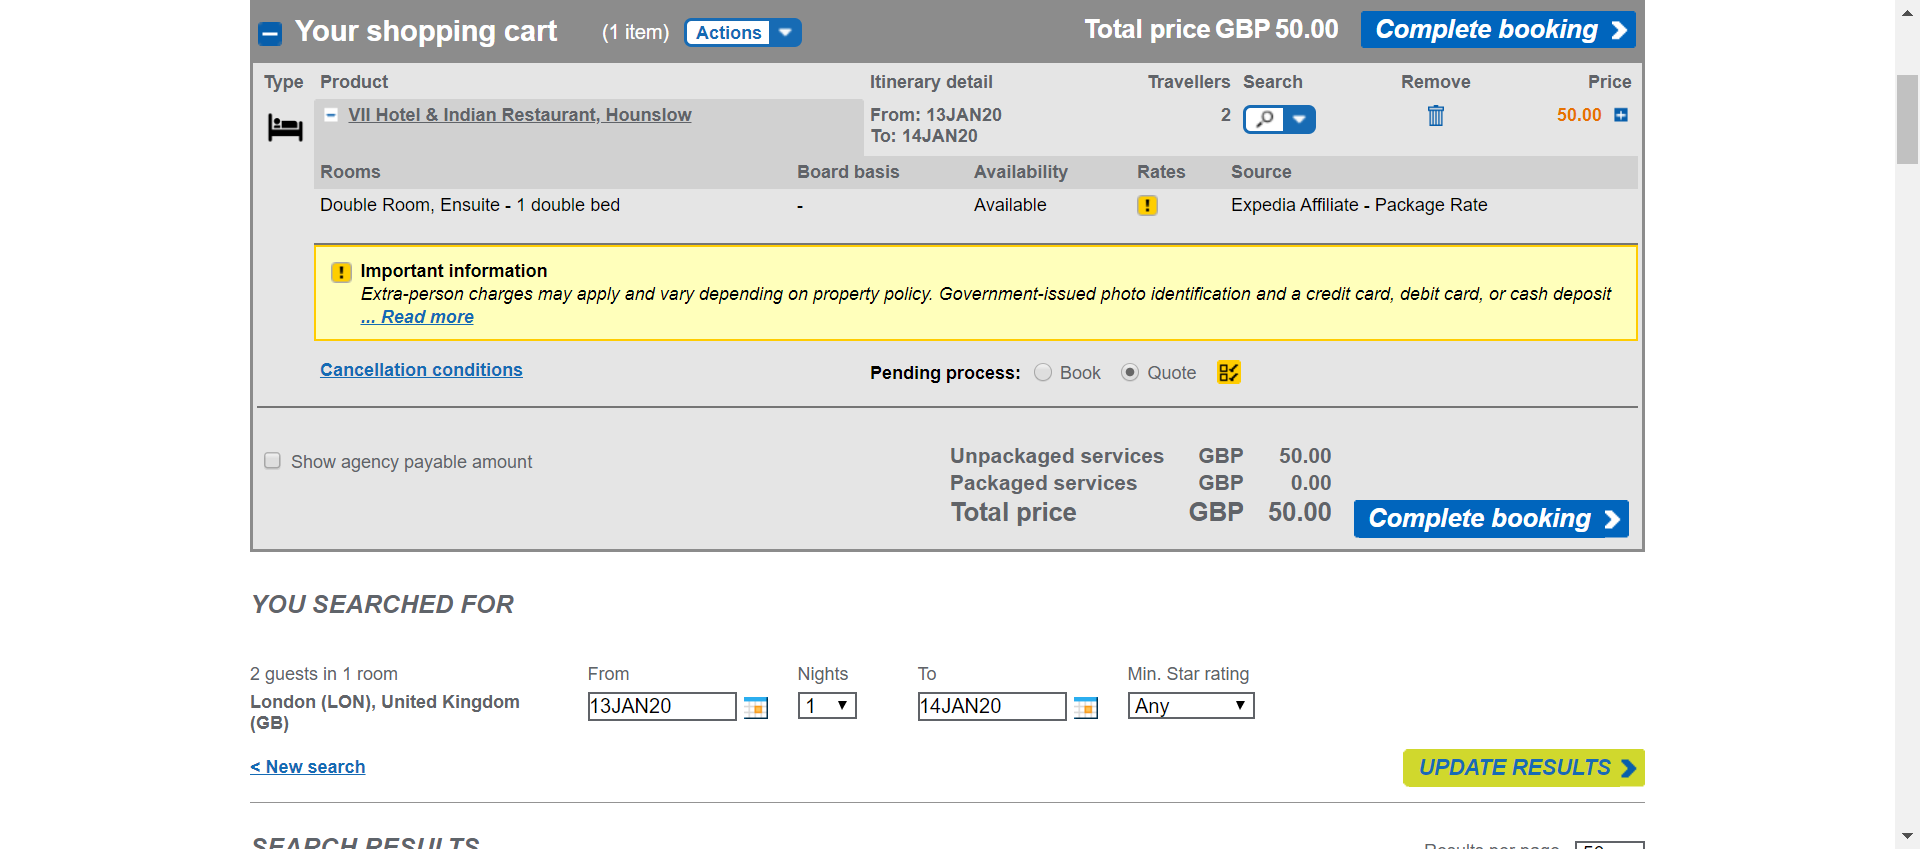 Your shopping cart (1 item) Actions Total price GBP 50.00 Complete booking
Type Product Itinerary detail Travellers Search Remove Price
VII Hotel & Indian Restaurant, Hounslow From: 13JAN20 2 50.00
To: 14JAN20
Rooms Board basis Availability Rates Source
Double Room, Ensuite - 1 double bed - Available Expedia Affiliate - Package Rate
Important information
Extra-person charges may apply and vary depending on property policy. Government-issued photo identification and a credit card, debit card, or cash deposit
... Read more
Cancellation conditions Pending process: Book Quote
Show agency payable amount
Unpackaged services GBP 50.00
Packaged services GBP 0.00
Total price GBP 50.00
Complete booking
YOU SEARCHED FOR
2 guests in 1 room From Nights To Min. Star rating
London (LON), United Kingdom 13JAN20 1 14JAN20 Any
(GB)
< New search UPDATE RESULTS
SEARCH RESULTS
Results per page 50